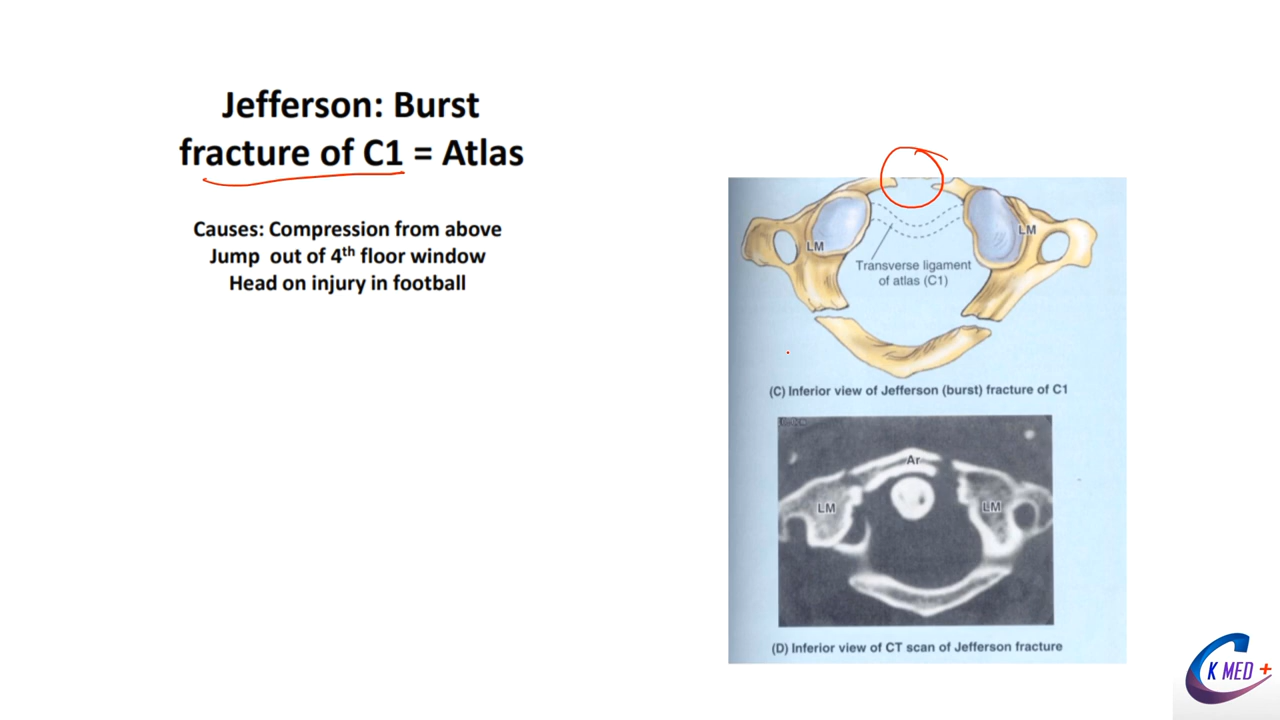 Jefferson: Burst
fracture of C1 = Atlas
Causes: Compression from above
Jump out of 4th floor window
Head on injury in football
LM
LM
Transverse ligament
of atlas (C1)
(C) Inferior view of Jefferson (burst) fracture of C1
Ar
LM
LM
(D) Inferior view of CT scan of Jefferson fracture
K MED +